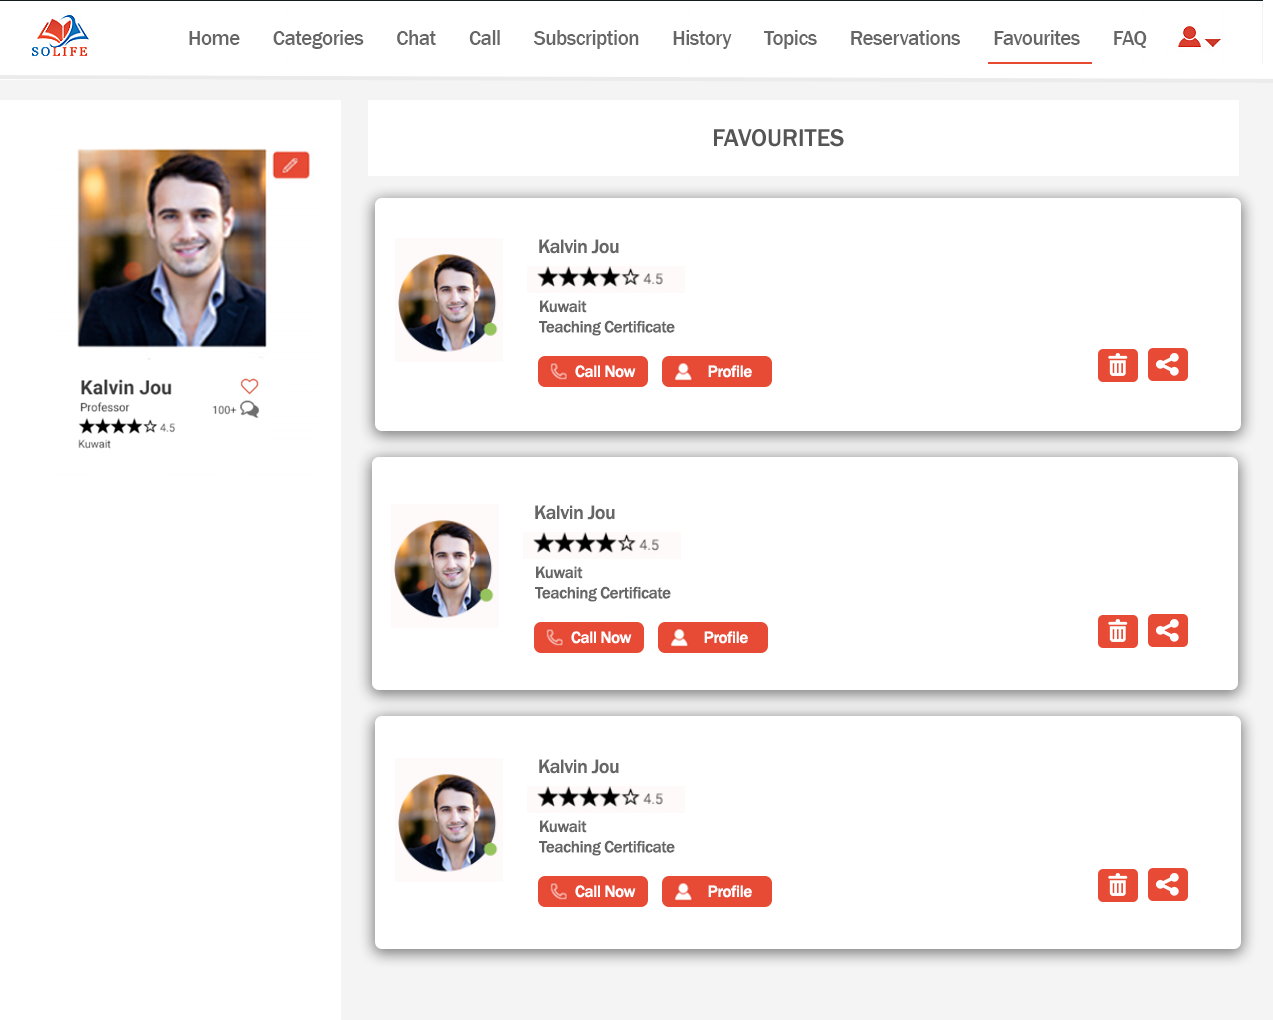 SOLIFE
Home Categories Chat Call Subscription History Topics Reservations Favourites FAQ
Kalvin Jou
Professor
100+
4.5
Kuwait
FAVOURITES
Kalvin Jou
4.5
Kuwait
Teaching Certificate
Call Now Profile
Kalvin Jou
4.5
Kuwait
Teaching Certificate
Call Now Profile
Kalvin Jou
4.5
Kuwait
Teaching Certificate
Call Now Profile